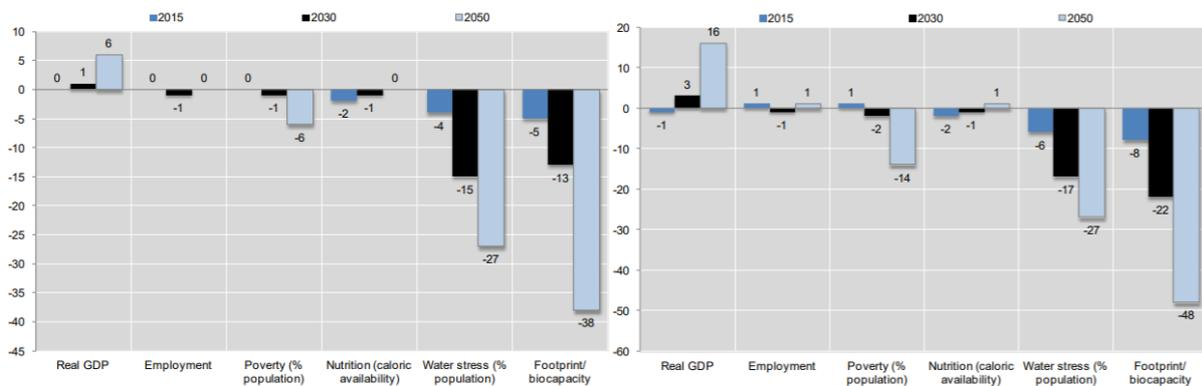 2015 2030 2050
10
5
0
-5
-10
-15
-20
-25
-30
-35
-40
-45
0 1 6
0 -1 0
0 -1 -6
-2 -1 0
-4 -15 -27
-5 -13 -38
Real GDP Employment Poverty (% Nutrition (caloric Water stress (% Footprint/
population) availability) population) biocapacity
2015 2030 2050
20
10
0
-10
-20
-30
-40
-50
-60
-1 3 16
1 -1 1
1 -2 -14
-2 -1 1
-6 -17 -27
-8 -22 -48
Real GDP Employment Poverty (% Nutrition (caloric Water stress (% Footprint/
population) availability) population) biocapacity